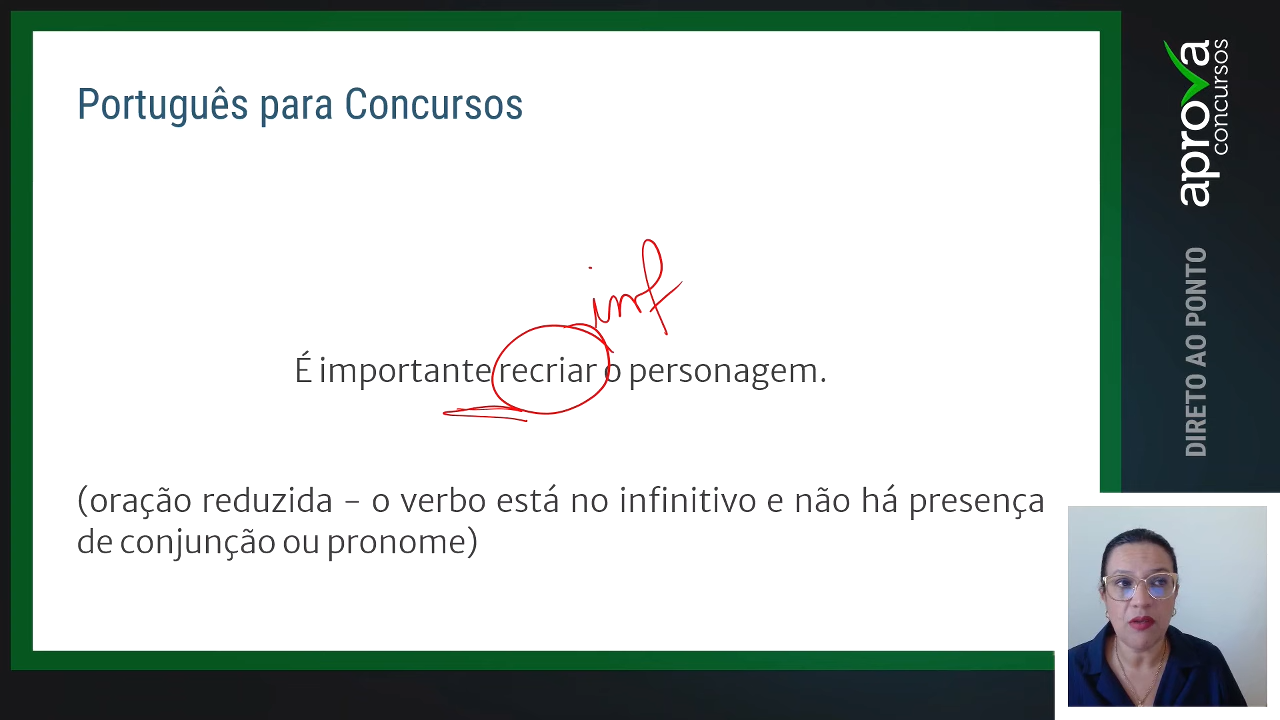 Português para Concursos
inf
É importante recriar o personagem.
(oração reduzida - o verbo está no infinitivo e não há presença
de conjunção ou pronome)
aprova
concursos
DIRETO AO PONTO